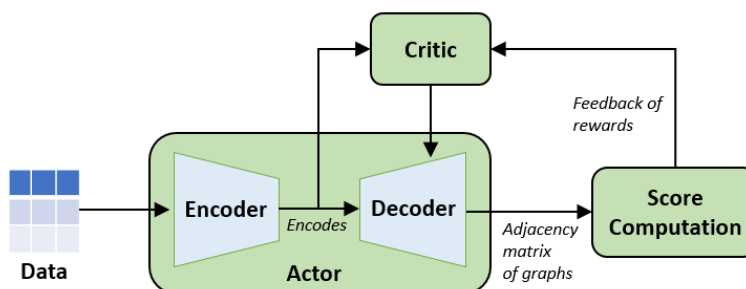 Critic
Feedback of
rewards
Encoder
Encodes
Decoder
Adjacency
matrix
of graphs
Score
Computation
Data
Actor